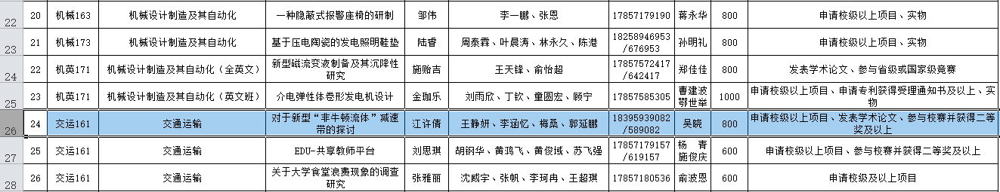 22 20 机械163 机械设计制造及其自动化 一种隐蔽式报警座椅的研制 邹伟 李一鹏、张恩 17857179190 蒋永华 800 申请校级以上项目、实物
23 21 机械173 机械设计制造及其自动化 基于压电陶瓷的发电照明鞋垫 陆睿 周泰霖、叶晨涛、林永久、陈港 18258946953/676953 孙明礼 800 申请校级以上项目、实物
24 22 机英171 机械设计制造及其自动化（全英文） 新型磁流变液制备及其沉降性研究 施贻吉 王天锋、俞怡超 17857572417/642417 郑佳佳 800 发表学术论文、参与省级或国家级竟赛
25 23 机英171 机械设计制造及其自动化（英文班） 介电弹性体卷形发电机设计 金珈乐 刘雨欣、丁钦、童圆宏、顾宁 17857585305 曹建波 鄂世举 1000 申请校级以上项目、申请专利获得受理通知书及以上、实物
26 24 交运161 交通运输 对于新型“非牛顿流体”减速带的探讨 江许倩 王静妍、李涵忆、梅桑、郭延鹏 18395939082/589082 吴晓 800 申请校级以上项目、发表学术论文、参与校赛并获得二等奖及以上
27 25 交运161 交通运输 EDU-共享教师平台 刘思琪 胡钢华、黄鸿飞、黄俊域、苏飞强 17857179157/619157 杨　青 施俊庆 600 申请校级以上项目、参与校赛并获得二等奖及以上
28 26 交运161 交通运输 关于大学食堂浪费现象的调查研究 张雅丽 沈威宇、张帆、李珂冉、王超琪 17857180536 俞波恩 600 申请校级及以上项目